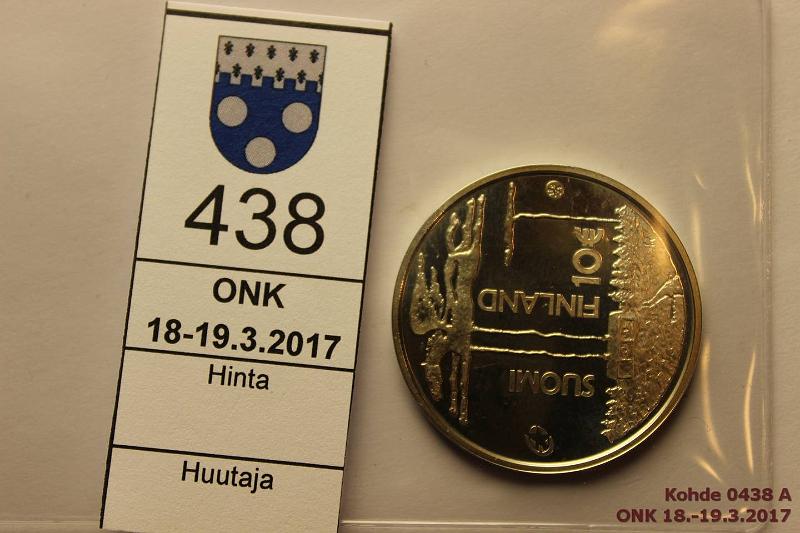 438
ONK
18-19.3.2017
Hinta
Huutaja
10€
FINLAND
SUOMI
Kohde 0438 A
ONK 18.-19.3.2017